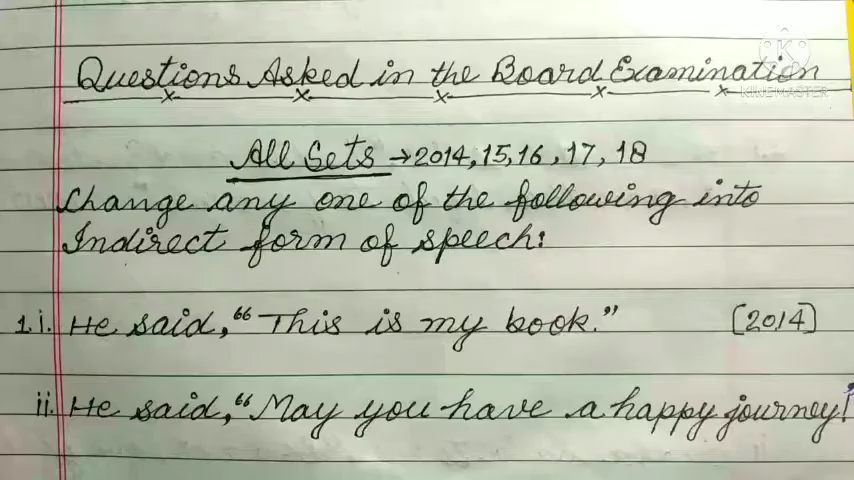 Questions Asked in the Board Examination
KINEMASTER
All Sets → 2014, 15, 16, 17, 18
Change any one of the following into
Indirect form of speech:
1. i. He said, "This is my book." [2014]
ii. He said, "May you have a happy journey!"